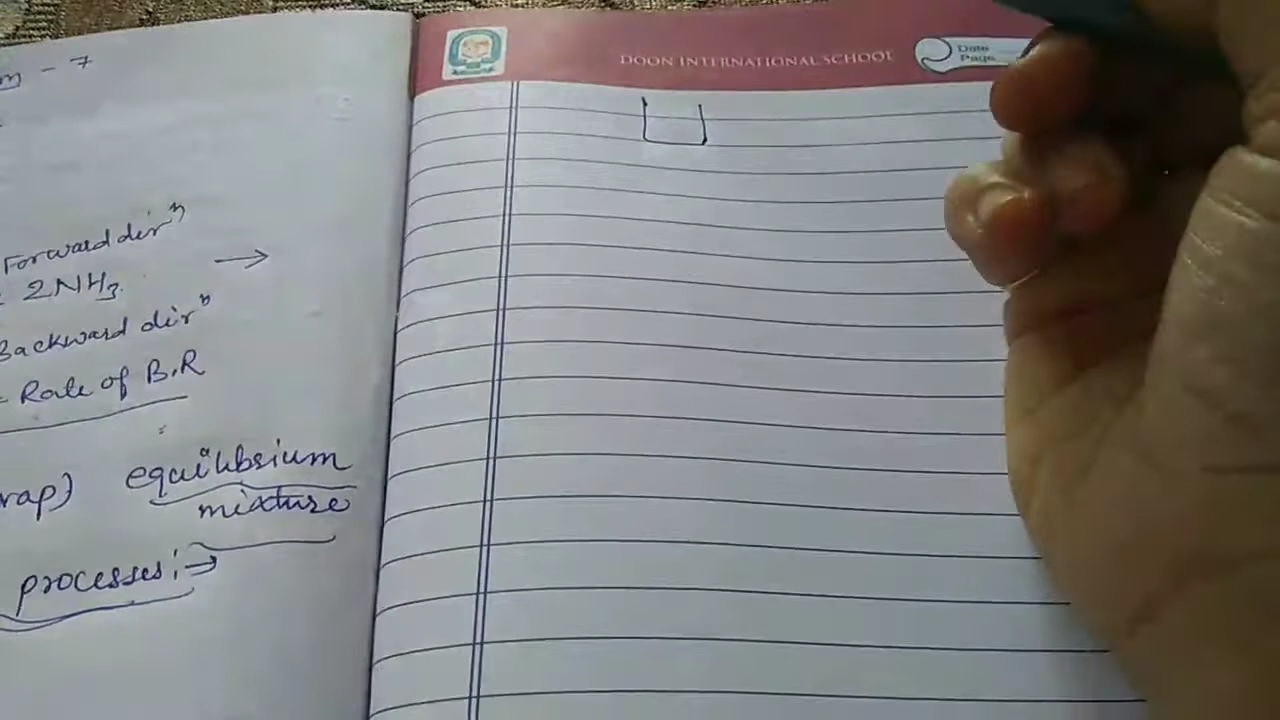 m - 7
Forward dirⁿ
2NH3 →
Backward dirⁿ
Rate of B.R
rap) equilibrium
mixture
processes:→
DOON INTERNATIONAL SCHOOL
Date
Page